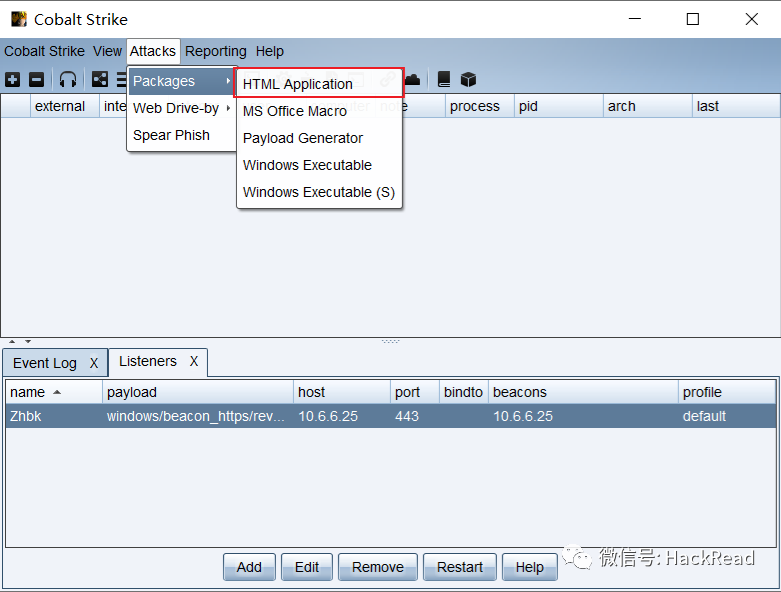 Cobalt Strike
Cobalt Strike View Attacks Reporting Help
Packages
Web Drive-by
Spear Phish
HTML Application
MS Office Macro
Payload Generator
Windows Executable
Windows Executable (S)
external process pid arch last
Event Log X Listeners X
name payload host port bindto beacons profile
Zhbk windows/beacon_https/rev... 10.6.6.25 443 10.6.6.25 default
Add Edit Remove Restart Help
微信号: HackRead